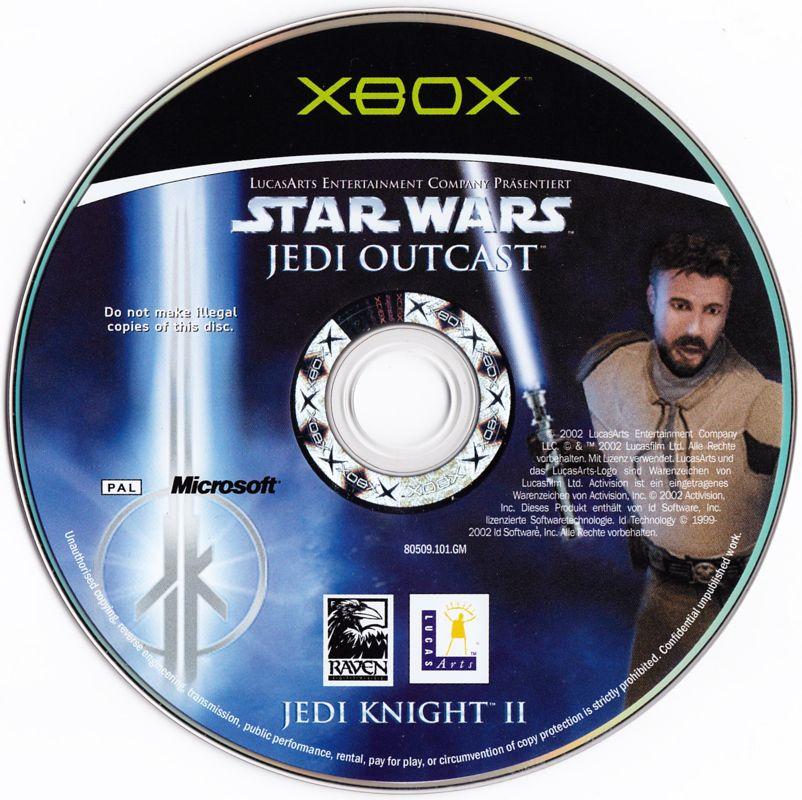 XBOX™
LucasArts Entertainment Company Präsentiert
STAR WARS
JEDI OUTCAST™
Do not make illegal
copies of this disc.
PAL
Microsoft®
© 2002 LucasArts Entertainment Company
LLC. © & ™ 2002 Lucasfilm Ltd. Alle Rechte
vorbehalten. Mit Lizenz verwendet. LucasArts und
das LucasArts-Logo sind Warenzeichen von
Lucasfilm Ltd. Activision ist ein eingetragenes
Warenzeichen von Activision, Inc. © 2002 Activision,
Inc. Dieses Produkt enthält von Id Software, Inc.
lizenzierte Softwaretechnologie. Id Technology © 1999-
2002 Id Software, Inc. Alle Rechte vorbehalten.
80509.101.GM
RAVEN
LUCAS
Arts™
JEDI KNIGHT™ II
Unauthorised copying, reverse engineering, transmission, public performance, rental, pay for play, or circumvention of copy protection is strictly prohibited. Confidential unpublished work.